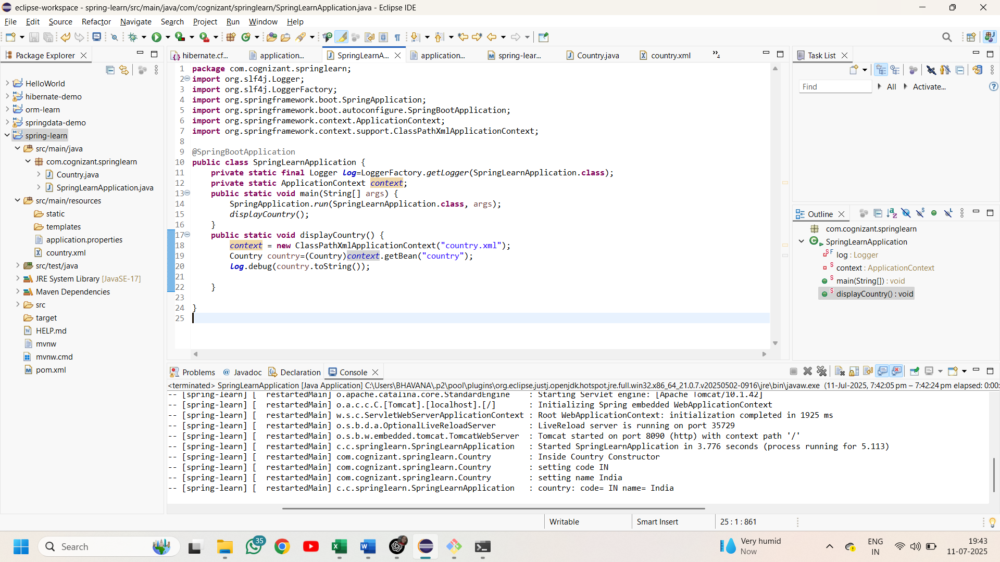 eclipse-workspace - spring-learn/src/main/java/com/cognizant/springlearn/SpringLearnApplication.java - Eclipse IDE
File Edit Source Refactor Navigate Search Project Run Window Help
Package Explorer
HelloWorld
hibernate-demo
orm-learn
springdata-demo
spring-learn
src/main/java
com.cognizant.springlearn
Country.java
SpringLearnApplication.java
src/main/resources
static
templates
application.properties
country.xml
src/test/java
JRE System Library [JavaSE-17]
Maven Dependencies
src
target
HELP.md
mvnw
mvnw.cmd
pom.xml
hibernate.cf... application... SpringLearnA... application... spring-lear... Country.java country.xml »4
1 package com.cognizant.springlearn;
2 import org.slf4j.Logger;
3 import org.slf4j.LoggerFactory;
4 import org.springframework.boot.SpringApplication;
5 import org.springframework.boot.autoconfigure.SpringBootApplication;
6 import org.springframework.context.ApplicationContext;
7 import org.springframework.context.support.ClassPathXmlApplicationContext;
8
9 @SpringBootApplication
10 public class SpringLearnApplication {
11 private static final Logger log=LoggerFactory.getLogger(SpringLearnApplication.class);
12 private static ApplicationContext context;
13 public static void main(String[] args) {
14 SpringApplication.run(SpringLearnApplication.class, args);
15 displayCountry();
16 }
17 public static void displayCountry() {
18 context = new ClassPathXmlApplicationContext("country.xml");
19 Country country=(Country)context.getBean("country");
20 log.debug(country.toString());
21
22 }
23
24 }
25
Task List
Find All Activate...
Outline
com.cognizant.springlearn
SpringLearnApplication
log : Logger
context : ApplicationContext
main(String[]) : void
displayCountry() : void
Problems Javadoc Declaration Console
<terminated> SpringLearnApplication [Java Application] C:\Users\BHAVANA\.p2\pool\plugins\org.eclipse.justj.openjdk.hotspot.jre.full.win32.x86_64_21.0.7.v20250502-0916\jre\bin\javaw.exe (11-Jul-2025, 7:42:05 pm – 7:42:24 pm elapsed: 0:00:
-- [spring-learn] [ restartedMain] o.apache.catalina.core.StandardEngine : Starting Servlet engine: [Apache Tomcat/10.1.42]
-- [spring-learn] [ restartedMain] o.a.c.c.C.[Tomcat].[localhost].[/] : Initializing Spring embedded WebApplicationContext
-- [spring-learn] [ restartedMain] w.s.c.ServletWebServerApplicationContext : Root WebApplicationContext: initialization completed in 1925 ms
-- [spring-learn] [ restartedMain] o.s.b.d.a.OptionalLiveReloadServer : LiveReload server is running on port 35729
-- [spring-learn] [ restartedMain] o.s.b.w.embedded.tomcat.TomcatWebServer : Tomcat started on port 8090 (http) with context path '/'
-- [spring-learn] [ restartedMain] c.c.springlearn.SpringLearnApplication : Started SpringLearnApplication in 3.776 seconds (process running for 5.113)
-- [spring-learn] [ restartedMain] com.cognizant.springlearn.Country : Inside Country Constructor
-- [spring-learn] [ restartedMain] com.cognizant.springlearn.Country : setting code IN
-- [spring-learn] [ restartedMain] com.cognizant.springlearn.Country : setting name India
-- [spring-learn] [ restartedMain] c.c.springlearn.SpringLearnApplication : country: code= IN name= India
Writable Smart Insert 25 : 1 : 861
Search
35
Very humid
Now
ENG
IN
19:43
11-07-2025